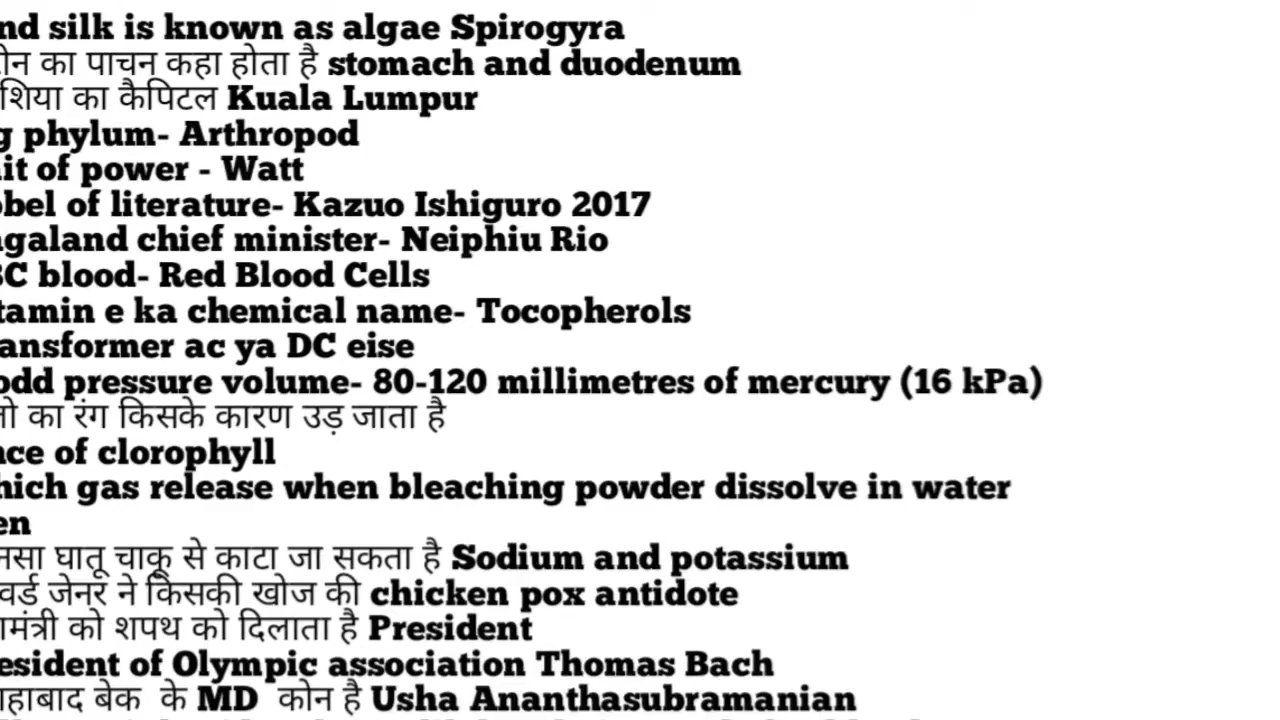 nd silk is known as algae Spirogyra
का पाचन कहा होता है stomach and duodenum
शिया का कैपिटल Kuala Lumpur
g phylum- Arthropod
it of power - Watt
obel of literature- Kazuo Ishiguro 2017
galand chief minister- Neiphiu Rio
BC blood- Red Blood Cells
tamin e ka chemical name- Tocopherols
ansformer ac ya DC eise
odd pressure volume- 80-120 millimetres of mercury (16 kPa)
का रंग किसके कारण उड़ जाता है
nce of clorophyll
hich gas release when bleaching powder dissolve in water
en
नसा घातू चाकू से काटा जा सकता है Sodium and potassium
वर्ड जेनर ने किसकी खोज की chicken pox antidote
मंत्री को शपथ को दिलाता है President
esident of Olympic association Thomas Bach
हाबाद बेक के MD कोन है Usha Ananthasubramanian